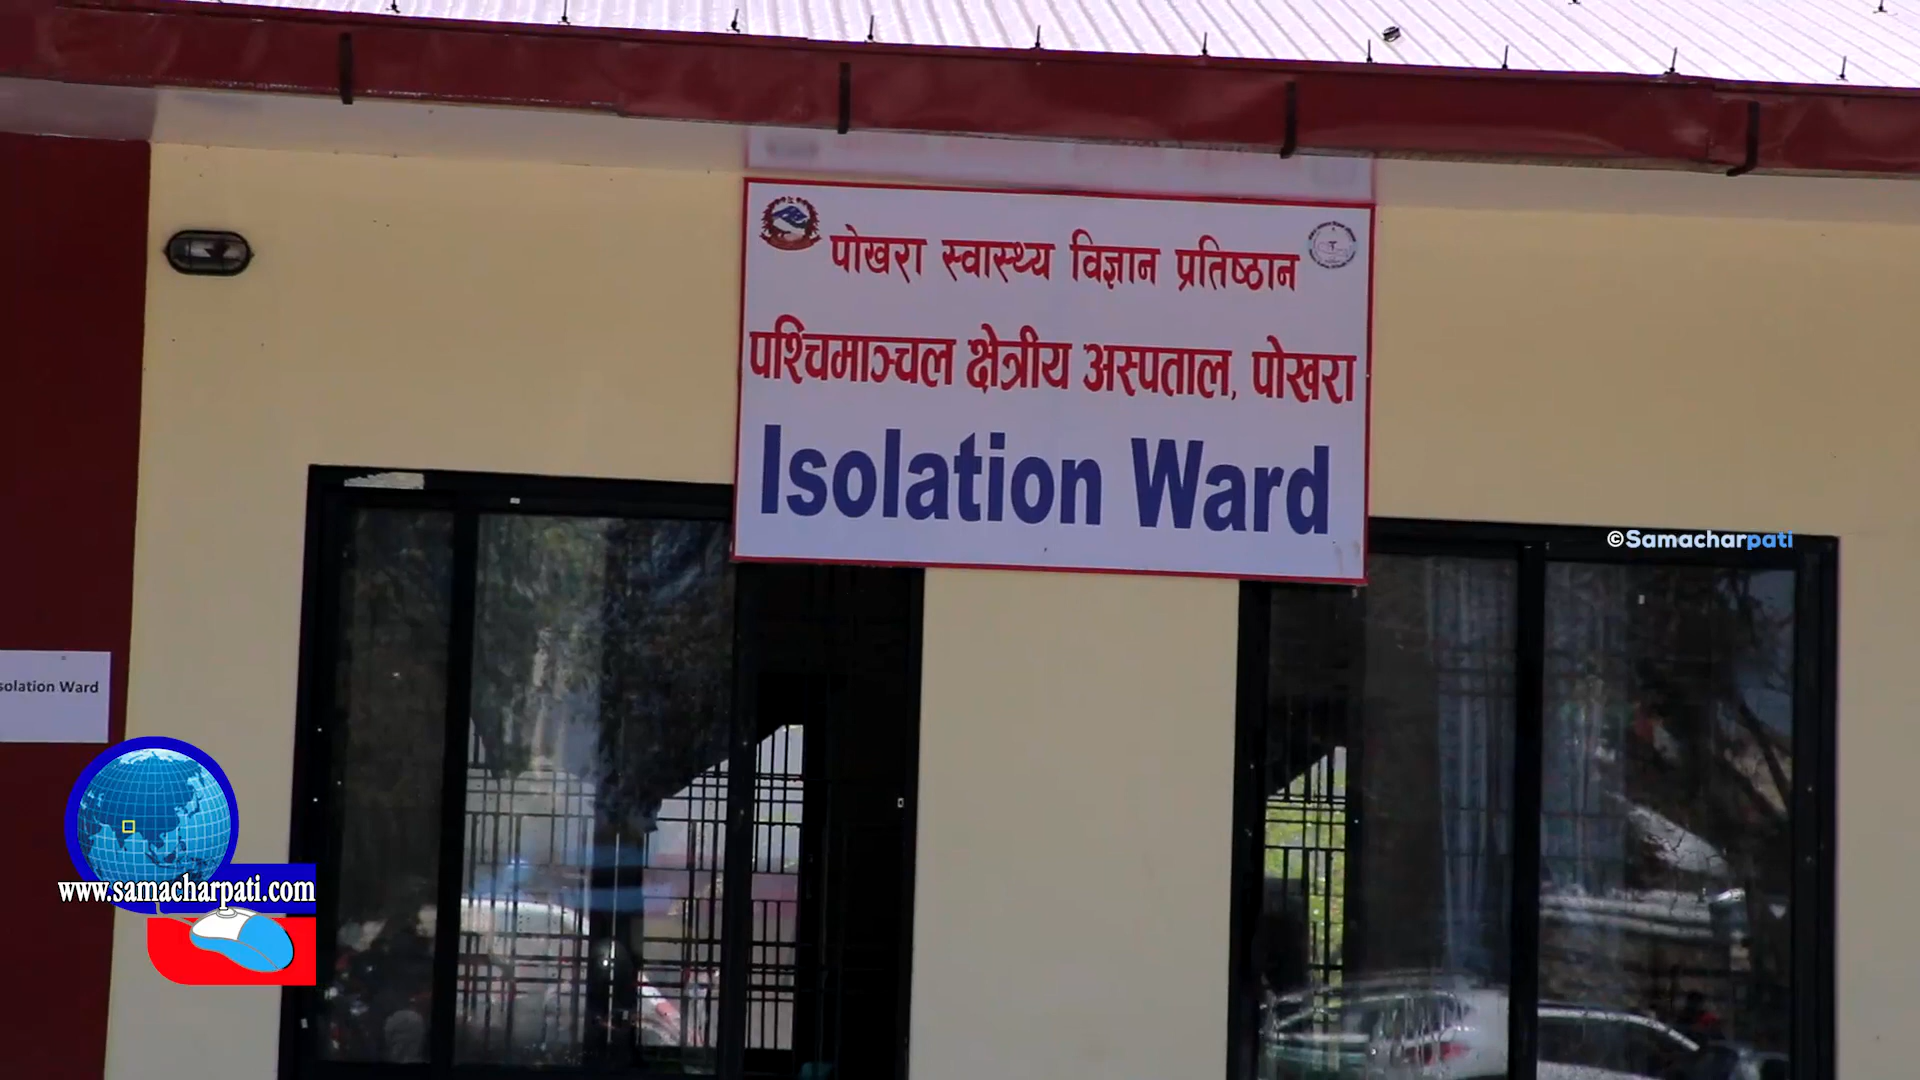 पोखरा स्वास्थ्य विज्ञान प्रतिष्ठान
पश्चिमाञ्चल क्षेत्रीय अस्पताल, पोखरा
Isolation Ward
©Samacharpati
solation Ward
www.samacharpati.com